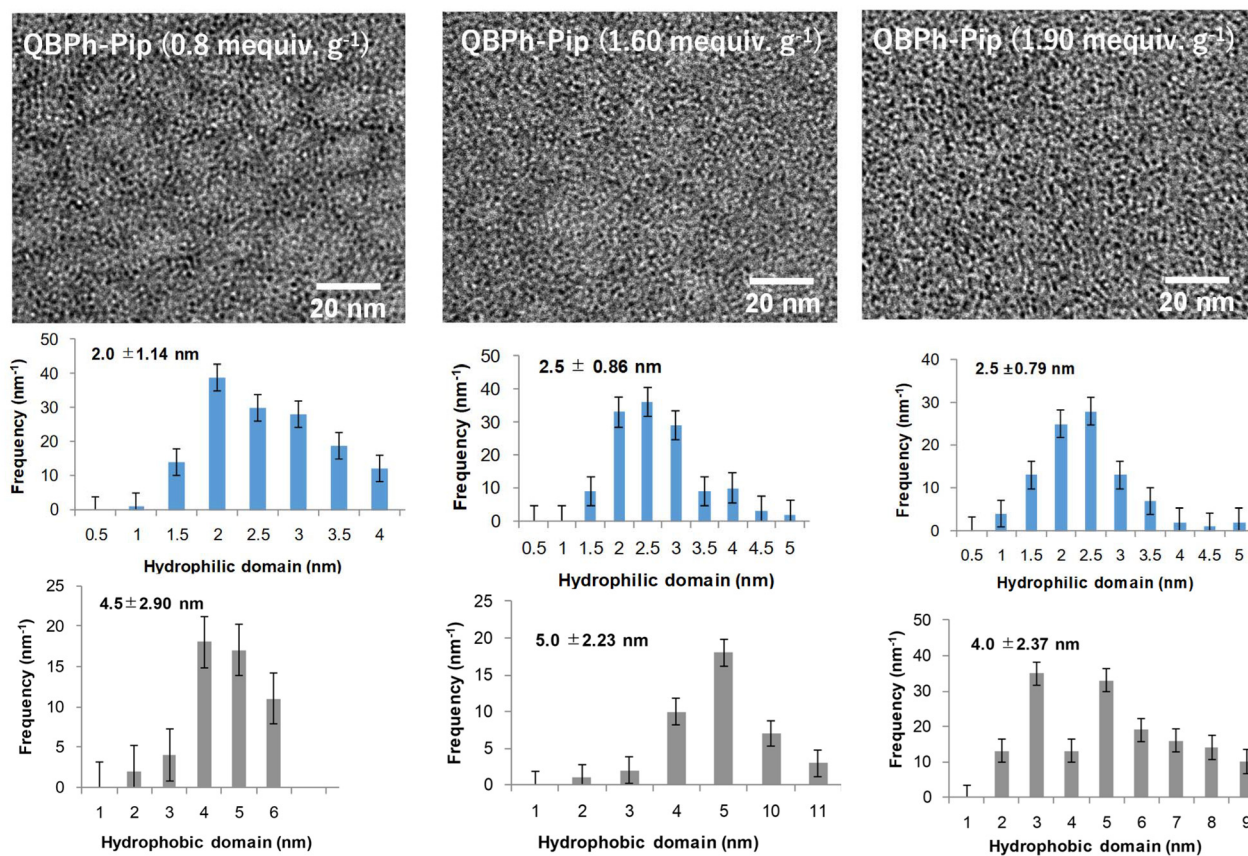 QBPh-Pip (0.8 mequiv. g-1)
20 nm
QBPh-Pip (1.60 mequiv. g-1)
20 nm
QBPh-Pip (1.90 mequiv. g-1)
20 nm
2.0 ±1.14 nm
Frequency (nm-1)
50
40
30
20
10
0
0.5 1 1.5 2 2.5 3 3.5 4
Hydrophilic domain (nm)
2.5 ± 0.86 nm
Frequency (nm-1)
50
40
30
20
10
0
0.5 1 1.5 2 2.5 3 3.5 4 4.5 5
Hydrophilic domain (nm)
2.5 ±0.79 nm
Frequency (nm-1)
40
30
20
10
0
0.5 1 1.5 2 2.5 3 3.5 4 4.5 5
Hydrophilic domain (nm)
4.5 ±2.90 nm
Frequency (nm-1)
25
20
15
10
5
0
1 2 3 4 5 6
Hydrophobic domain (nm)
5.0 ±2.23 nm
Frequency (nm-1)
25
20
15
10
5
0
1 2 3 4 5 10 11
Hydrophobic domain (nm)
4.0 ±2.37 nm
Frequency (nm-1)
50
40
30
20
10
0
1 2 3 4 5 6 7 8 9
Hydrophobic domain (nm)